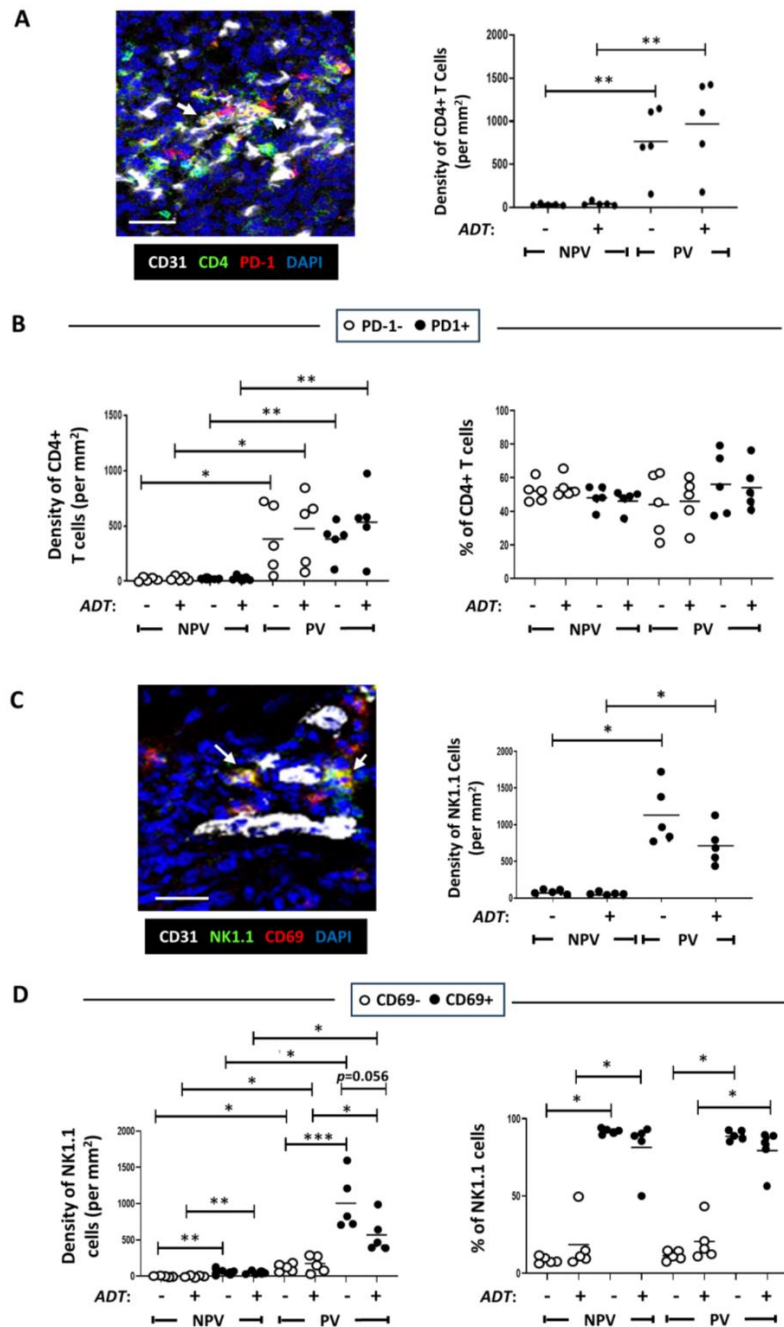 A
**
**
Density of CD4+ T Cells
(per mm²)
2000
1500
1000
500
0
ADT: - + - +
NPV PV
CD31 CD4 PD-1 DAPI
B
PD-1- PD1+
**
**
*
*
Density of CD4+
T cells (per mm²)
1500
1000
500
0
ADT: - + - + - + - +
NPV PV
% of CD4+ T cells
100
80
60
40
20
0
ADT: - + - + - + - +
NPV PV
C
*
*
Density of NK1.1 Cells
(per mm²)
2000
1500
1000
500
0
ADT: - + - +
NPV PV
CD31 NK1.1 CD69 DAPI
D
CD69- CD69+
*
*
p=0.056
*
*
*
***
**
**
Density of NK1.1
cells (per mm²)
2000
1500
1000
500
0
ADT: - + - + - + - +
NPV PV
*
*
*
*
% of NK1.1 cells
100
50
0
ADT: - + - + - + - +
NPV PV